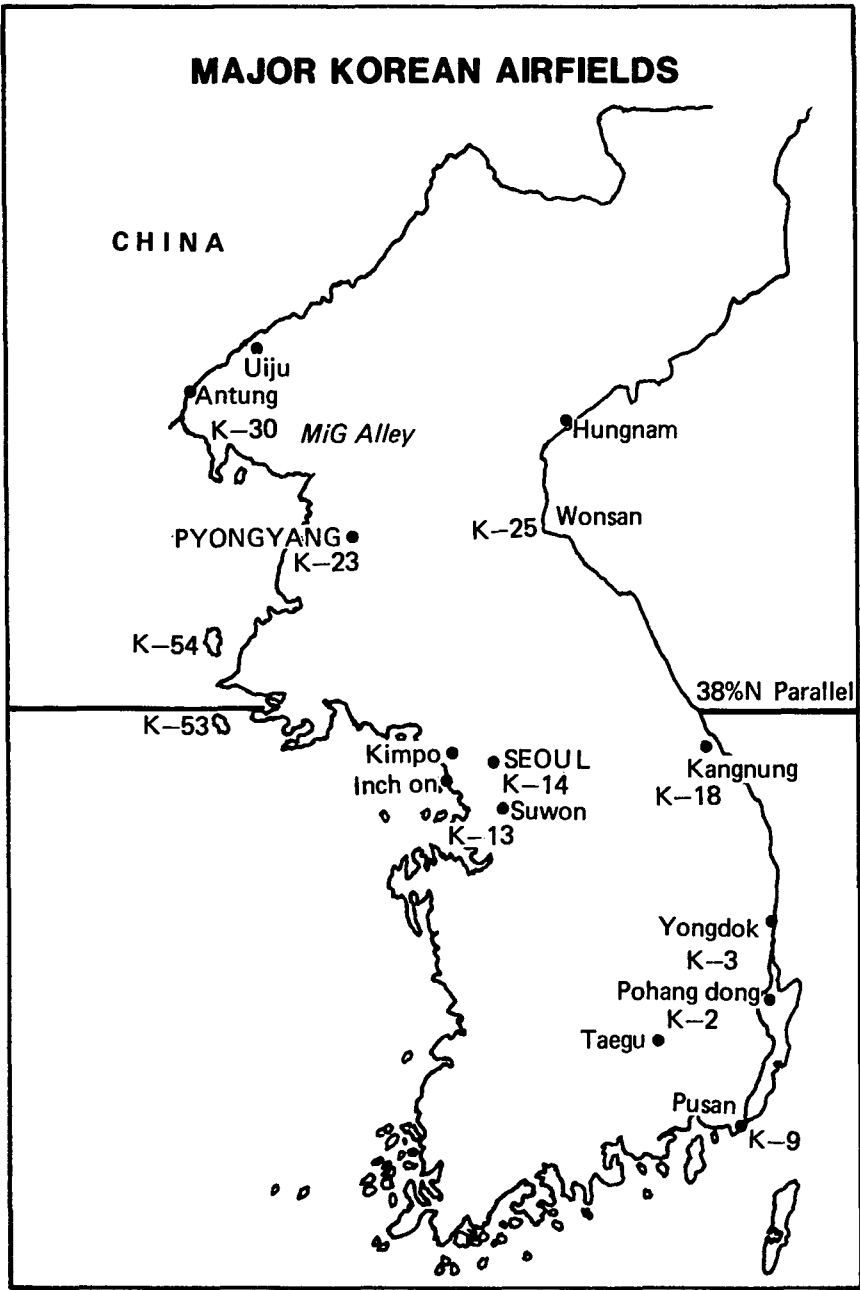 MAJOR KOREAN AIRFIELDS
CHINA
Uiju
Antung
K–30
MiG Alley
Hungnam
K–25
Wonsan
PYONGYANG
K–23
K–54
38%N Parallel
K–53
Kimpo
SEOUL
K–14
Inch on
Suwon
K–13
Kangnung
K–18
Yongdok
K–3
Pohang dong
K–2
Taegu
Pusan
K–9